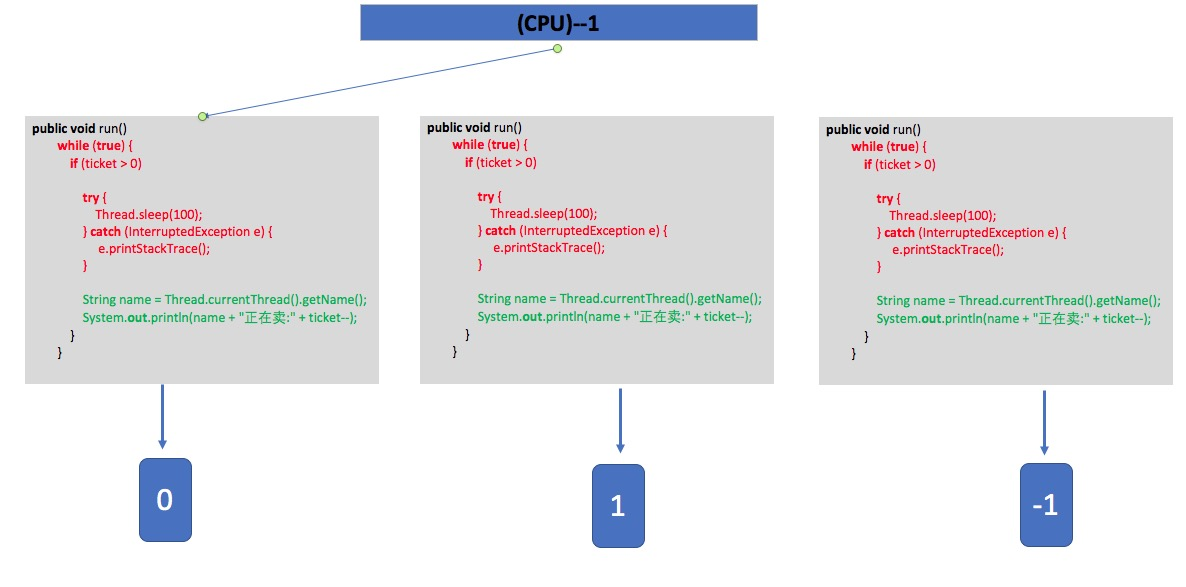 (CPU)--1
public void run()
while (true) {
if (ticket > 0)
try {
Thread.sleep(100);
} catch (InterruptedException e) {
e.printStackTrace();
}
String name = Thread.currentThread().getName();
System.out.println(name + "正在卖:" + ticket--);
}
}
0
public void run()
while (true) {
if (ticket > 0)
try {
Thread.sleep(100);
} catch (InterruptedException e) {
e.printStackTrace();
}
String name = Thread.currentThread().getName();
System.out.println(name + "正在卖:" + ticket--);
}
}
1
public void run()
while (true) {
if (ticket > 0)
try {
Thread.sleep(100);
} catch (InterruptedException e) {
e.printStackTrace();
}
String name = Thread.currentThread().getName();
System.out.println(name + "正在卖:" + ticket--);
}
}
-1